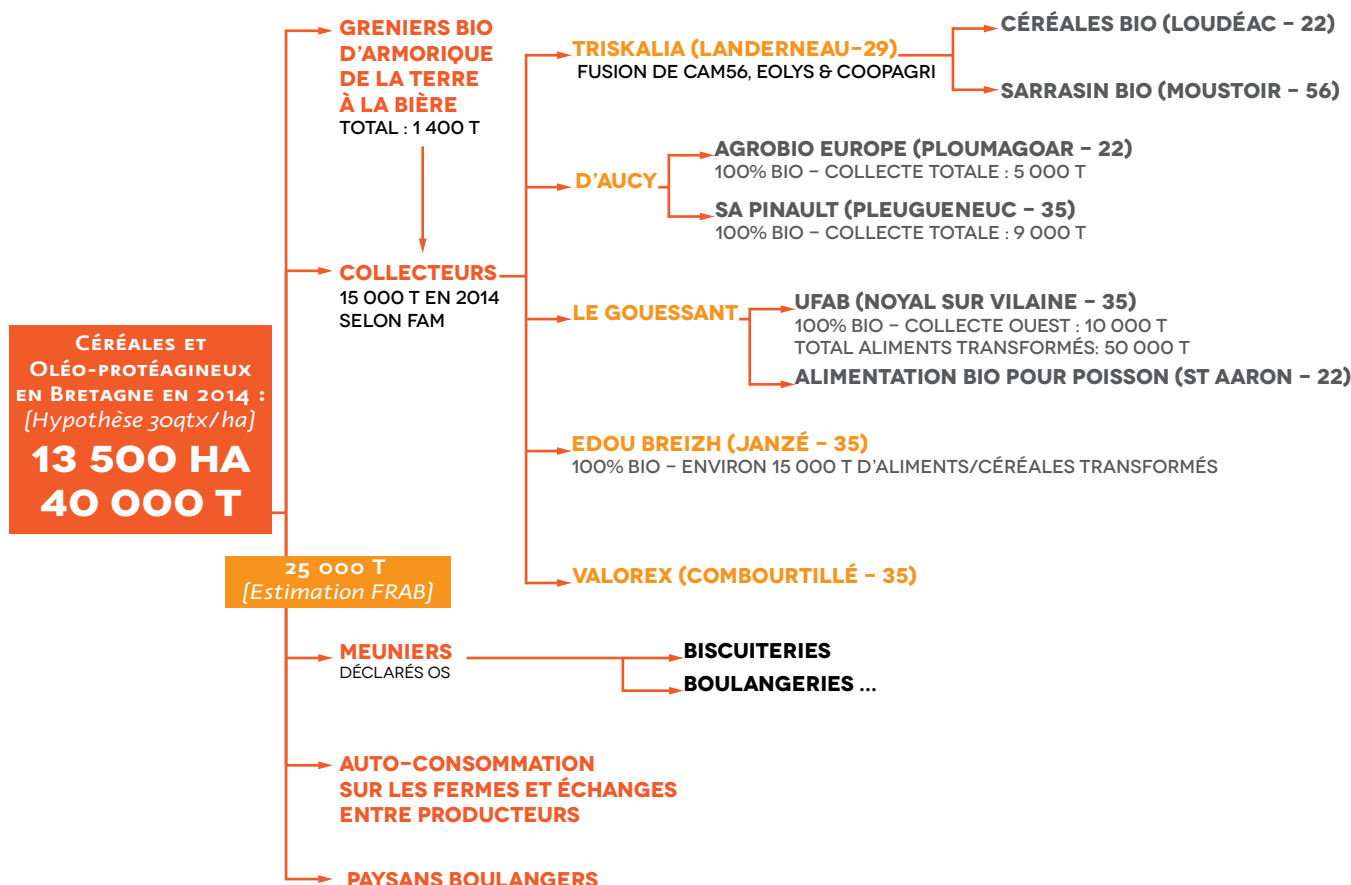 GRENIERS BIO
D'ARMORIQUE
DE LA TERRE
À LA BIÈRE
TOTAL : 1 400 T
COLLECTEURS
15 000 T EN 2014
SELON FAM
TRISKALIA (LANDERNEAU-29)
FUSION DE CAM56, EOLYS & COOPAGRI
CÉRÉALES BIO (LOUDÉAC - 22)
SARRASIN BIO (MOUSTOIR - 56)
D'AUCY
AGROBIO EUROPE (PLOUMAGOAR - 22)
100% BIO - COLLECTE TOTALE : 5 000 T
SA PINAULT (PLEUGUENEUC - 35)
100% BIO - COLLECTE TOTALE : 9 000 T
LE GOUESSANT
UFAB (NOYAL SUR VILAINE - 35)
100% BIO - COLLECTE OUEST : 10 000 T
TOTAL ALIMENTS TRANSFORMÉS: 50 000 T
ALIMENTATION BIO POUR POISSON (ST AARON - 22)
EDOU BREIZH (JANZÉ - 35)
100% BIO - ENVIRON 15 000 T D'ALIMENTS/CÉRÉALES TRANSFORMÉS
VALOREX (COMBOURTILLÉ - 35)
Céréales et
Oléo-protéagineux
en Bretagne en 2014 :
[Hypothèse 30qtx/ha]
13 500 HA
40 000 T
25 000 T
[Estimation FRAB]
MEUNIERS
DÉCLARÉS OS
BISCUITERIES
BOULANGERIES ...
AUTO-CONSOMMATION
SUR LES FERMES ET ÉCHANGES
ENTRE PRODUCTEURS
PAYSANS BOULANGERS